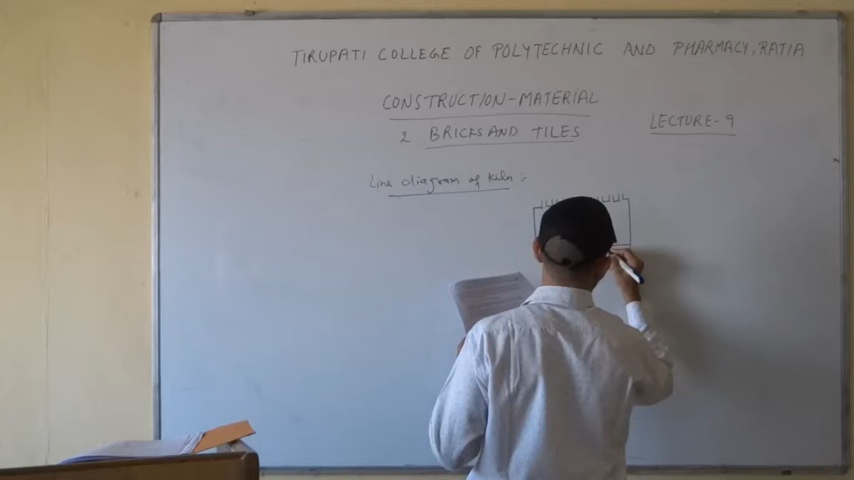 TIRUPATI COLLEGE OF POLYTECHNIC AND PHARMACY, RATIA
CONSTRUCTION-MATERIAL
2 BRICKS AND TILES
LECTURE-9
Line diagram of kiln :-